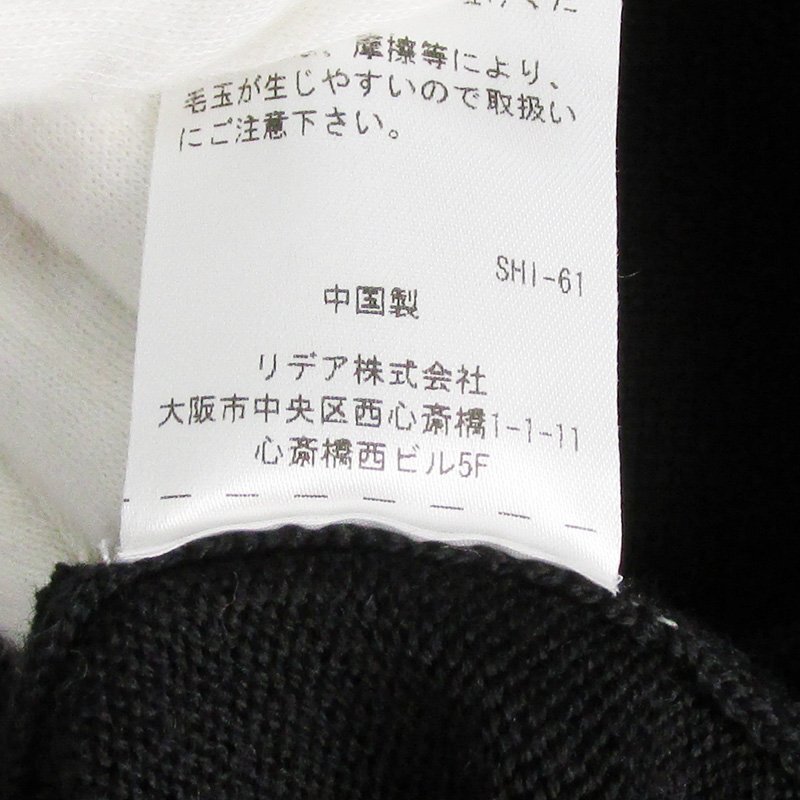 、摩擦等により、
毛玉が生じやすいので取扱い
にご注意下さい。
SHI-61
中国製
リデア株式会社
大阪市中央区西心斎橋1-1-11
心斎橋西ビル5F